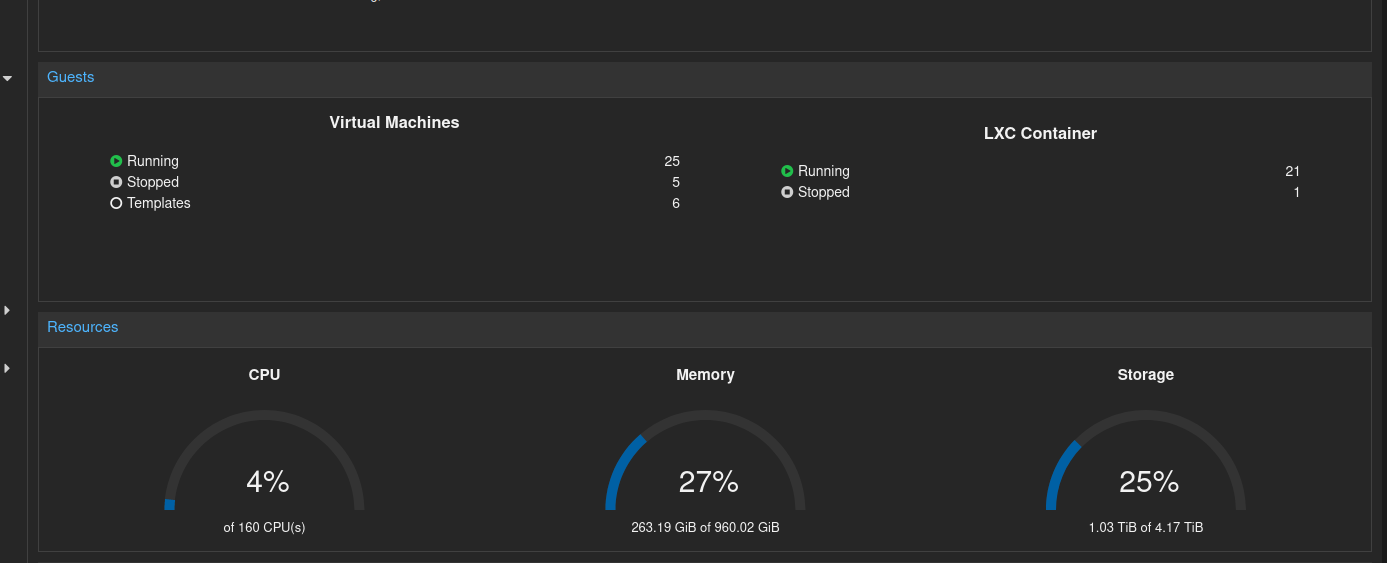 Guests
Virtual Machines
Running 25
Stopped 5
Templates 6
LXC Container
Running 21
Stopped 1
Resources
CPU
4%
of 160 CPU(s)
Memory
27%
263.19 GiB of 960.02 GiB
Storage
25%
1.03 TiB of 4.17 TiB